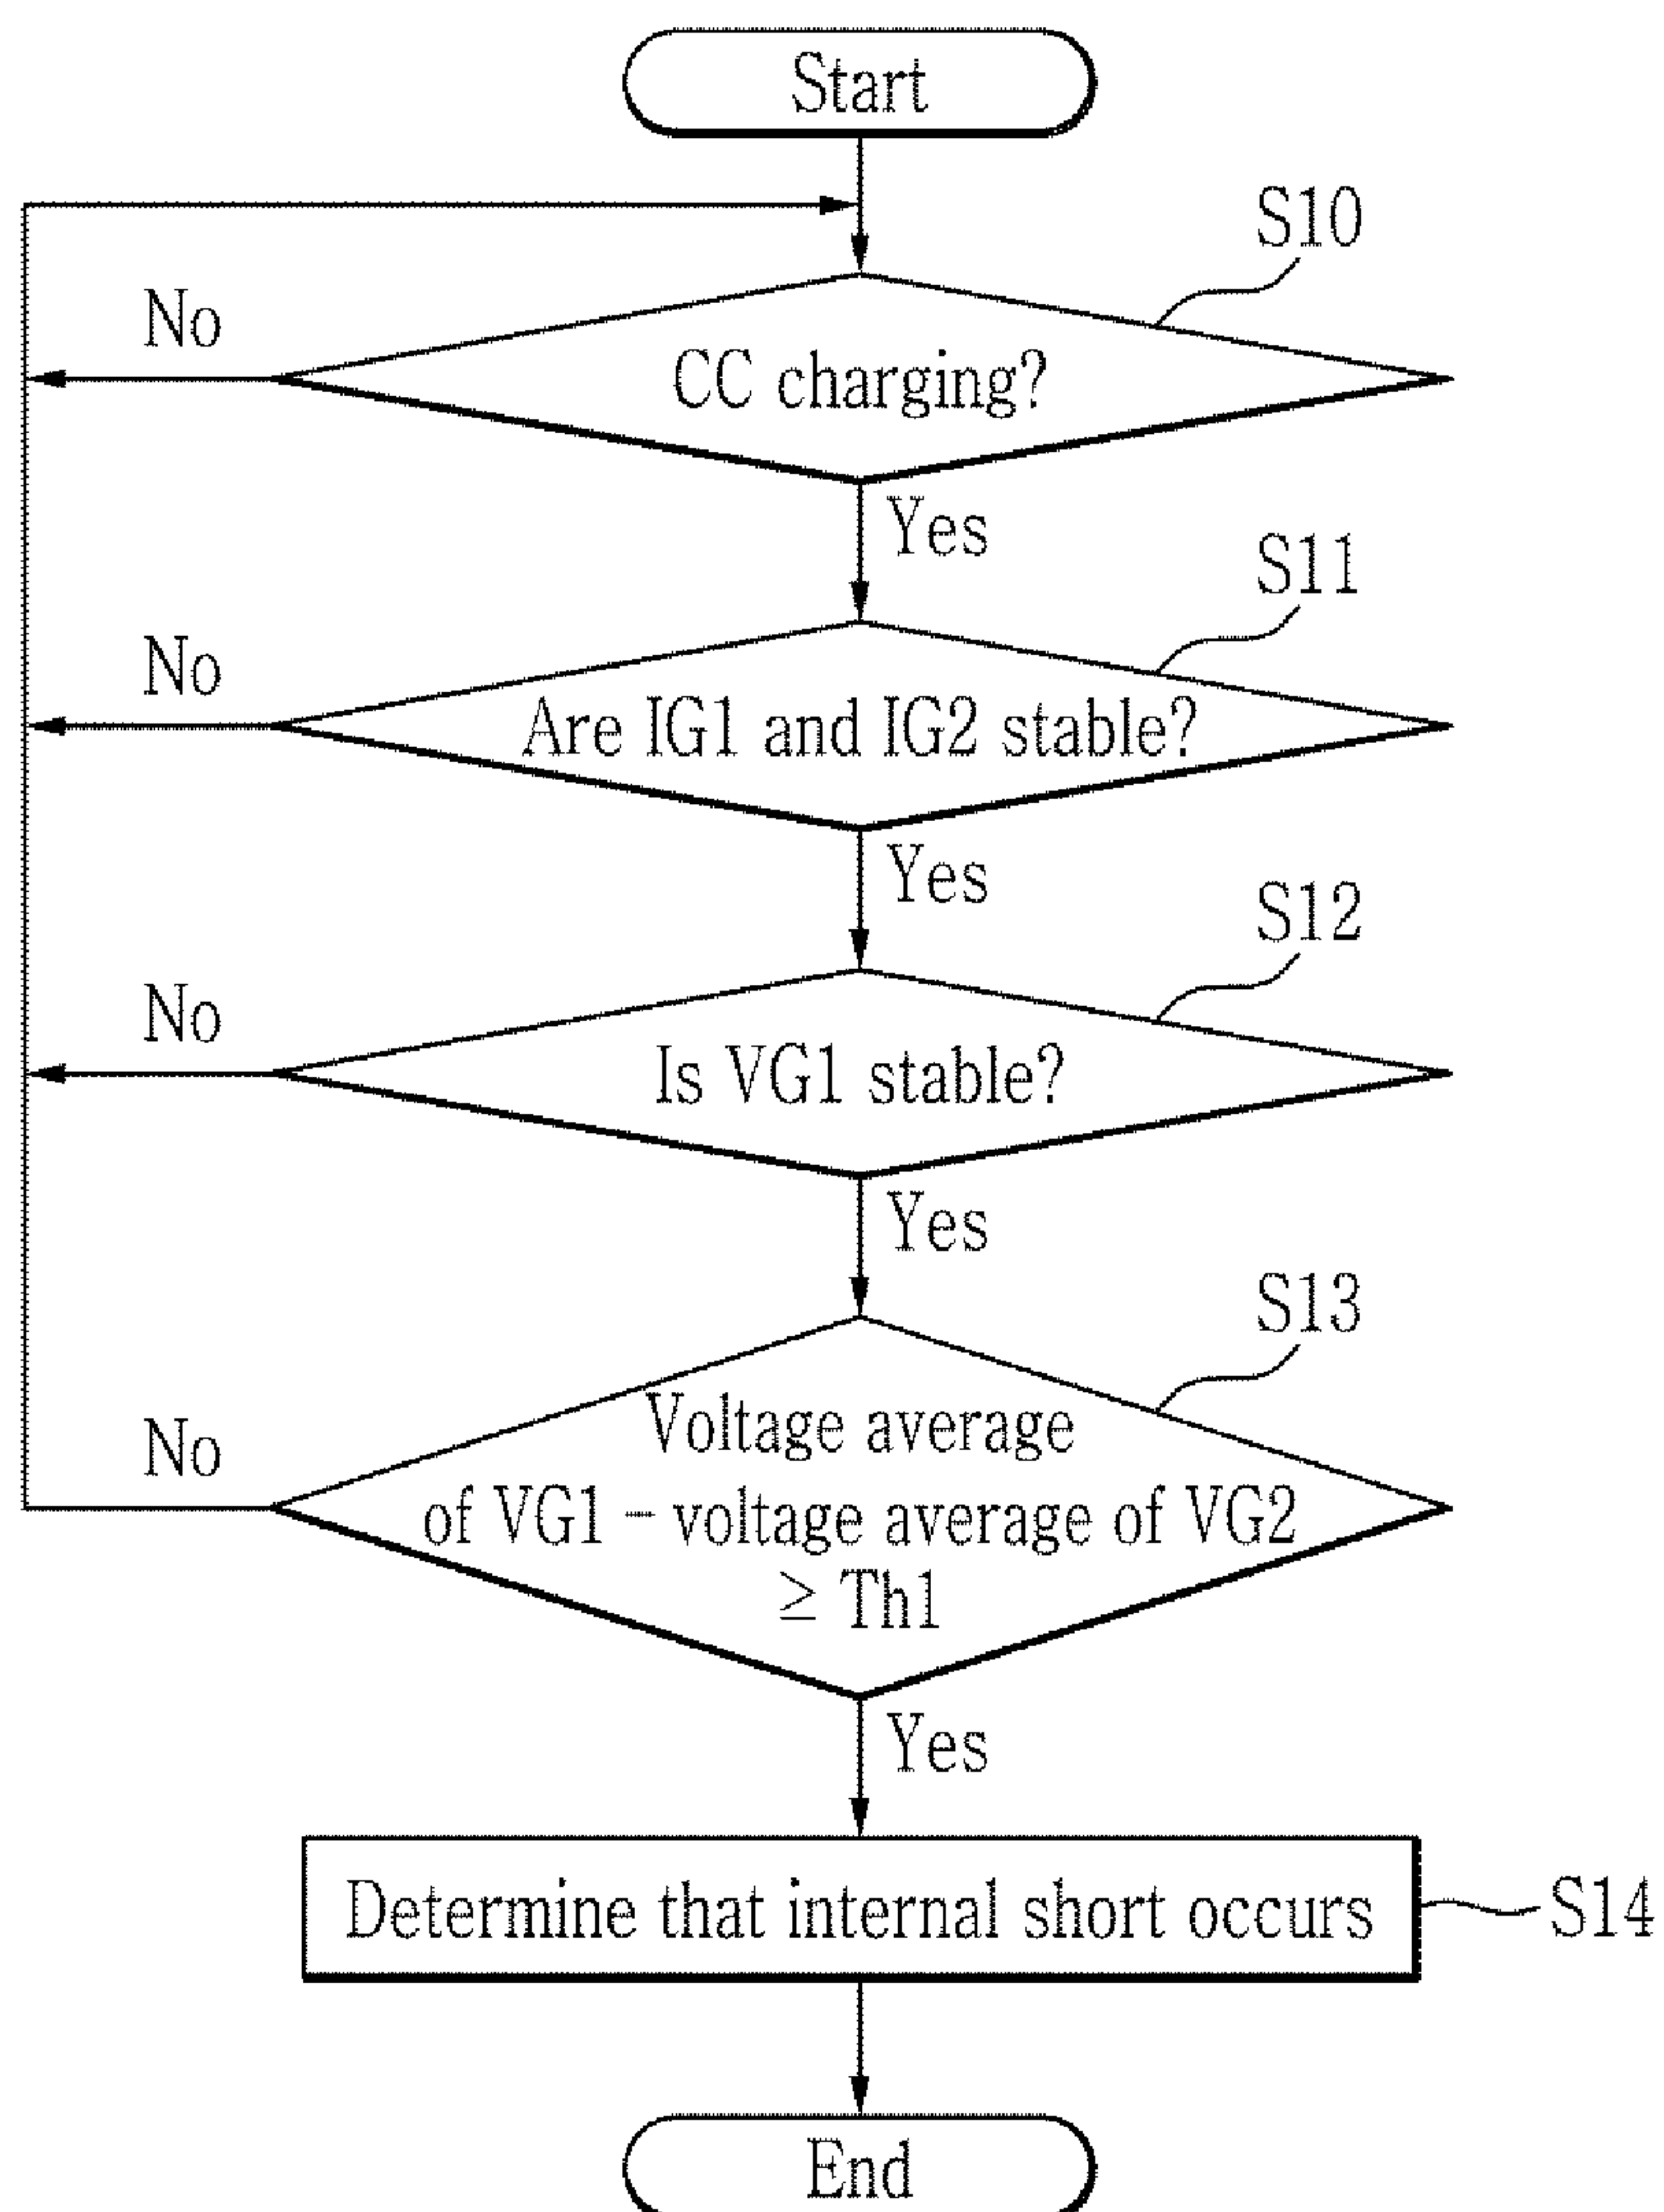 Start
S10
No
CC charging?
Yes
S11
No
Are IG1 and IG2 stable?
Yes
S12
No
Is VG1 stable?
Yes
S13
No
Voltage average
of VG1 – voltage average of VG2
≥ Th1
Yes
Determine that internal short occurs
S14
End